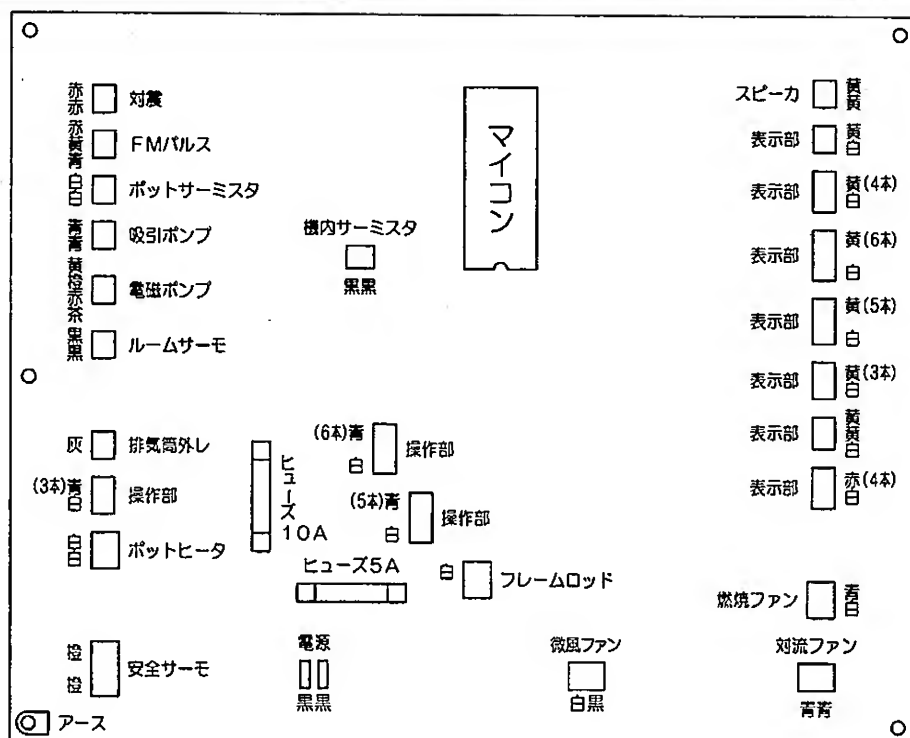 赤赤 対震
赤黄青 FMパルス
白白 ポットサーミスタ
青青 吸引ポンプ
黄橙赤茶 電磁ポンプ
黒黒 ルームサーモ
灰 排気筒外レ
(3本)青白 操作部
白白 ポットヒータ
橙橙 安全サーモ
アース
マイコン
機内サーミスタ
黒黒
(6本)青白 操作部
(5本)青白 操作部
ヒューズ10A
ヒューズ5A
白 フレームロッド
電源
黒黒
微風ファン
白黒
スピーカ 黄黄
表示部 黄白
表示部 黄(4本)白
表示部 黄(6本)白
表示部 黄(5本)白
表示部 黄(3本)白
表示部 黄黄白
表示部 赤(4本)白
燃焼ファン 青白
対流ファン
青青